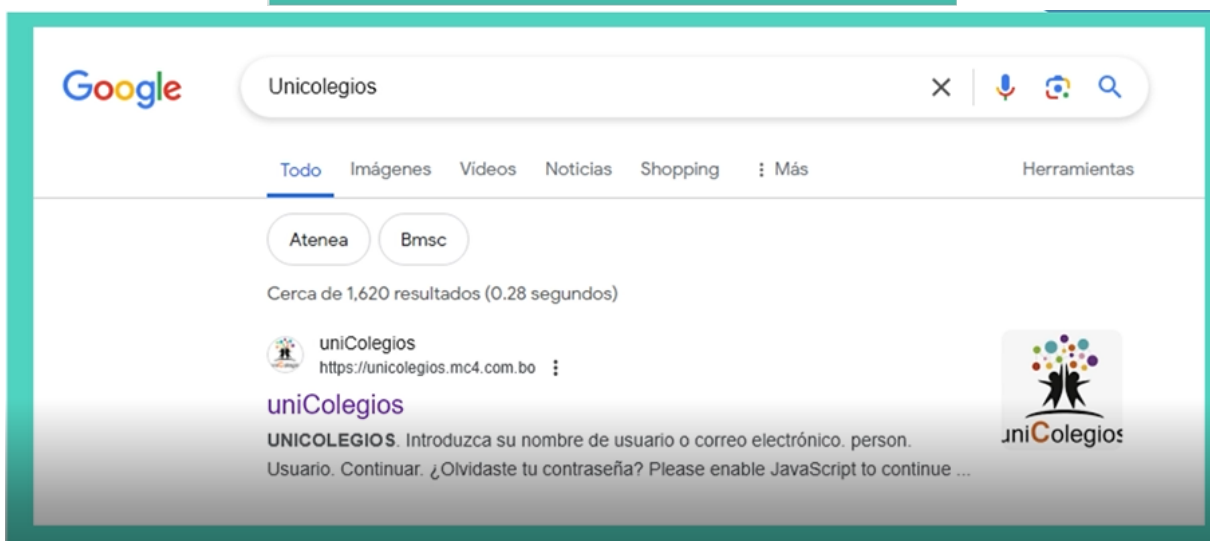 Google
Unicolegios
Todo Imágenes Videos Noticias Shopping Más Herramientas
Atenea Bmsc
Cerca de 1,620 resultados (0.28 segundos)
uniColegios
https://unicolegios.mc4.com.bo
uniColegios
UNICOLEGIOS. Introduzca su nombre de usuario o correo electrónico. person.
Usuario. Continuar. ¿Olvidaste tu contraseña? Please enable JavaScript to continue ...
uniColegios